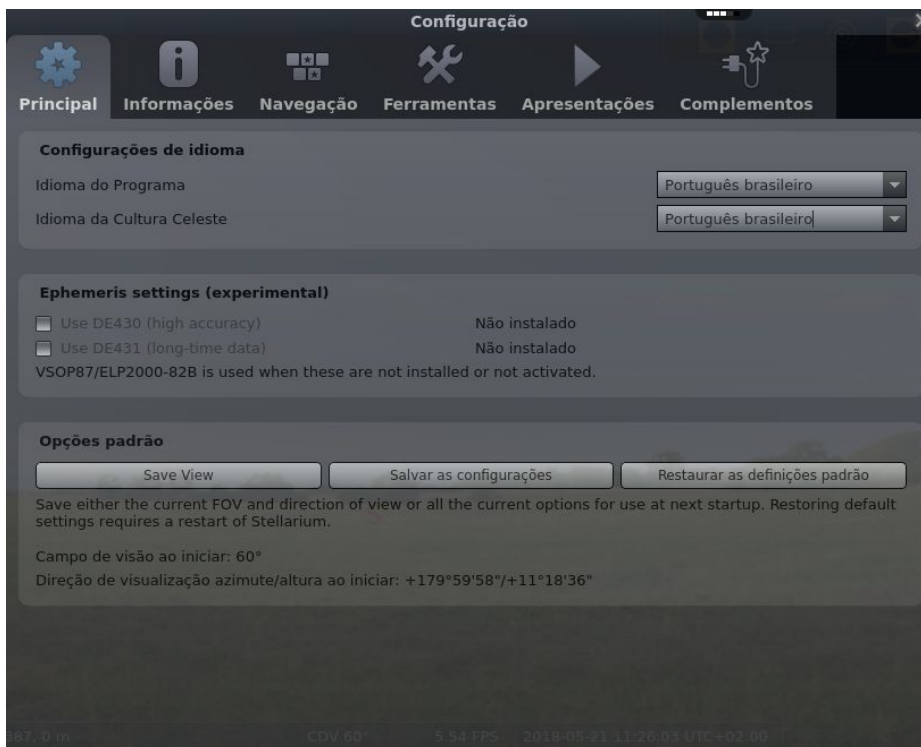 Configuração
Principal Informações Navegação Ferramentas Apresentações Complementos
Configurações de idioma
Idioma do Programa Português brasileiro
Idioma da Cultura Celeste Português brasileiro
Ephemeris settings (experimental)
Use DE430 (high accuracy) Não instalado
Use DE431 (long-time data) Não instalado
VSOP87/ELP2000-82B is used when these are not installed or not activated.
Opções padrão
Save View Salvar as configurações Restaurar as definições padrão
Save either the current FOV and direction of view or all the current options for use at next startup. Restoring default
settings requires a restart of Stellarium.
Campo de visão ao iniciar: 60°
Direção de visualização azimute/altura ao iniciar: +179°59'58"/+11°18'36"
387, 0 m CDV 60° 5.54 FPS 2018-05-21 11:26:03 UTC+02:00